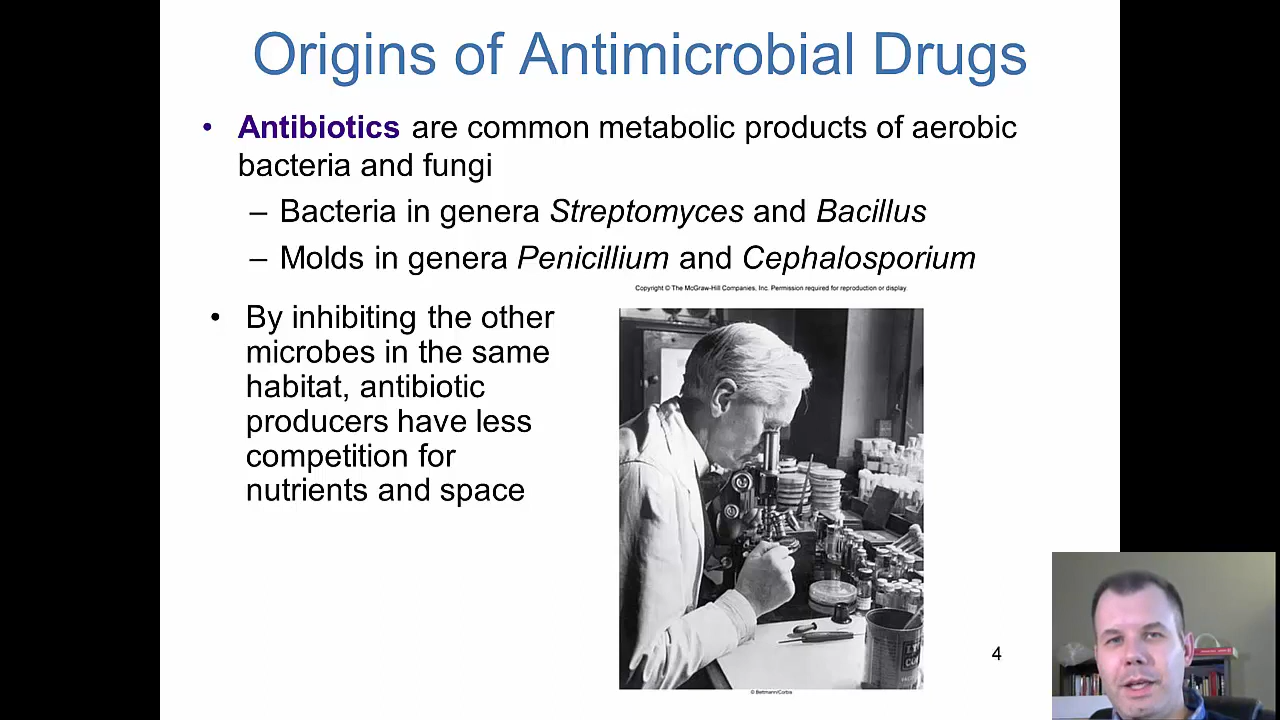 Origins of Antimicrobial Drugs
• Antibiotics are common metabolic products of aerobic
bacteria and fungi
– Bacteria in genera Streptomyces and Bacillus
– Molds in genera Penicillium and Cephalosporium
Copyright © The McGraw-Hill Companies, Inc. Permission required for reproduction or display.
• By inhibiting the other
microbes in the same
habitat, antibiotic
producers have less
competition for
nutrients and space
4
© Bettmann/Corbis